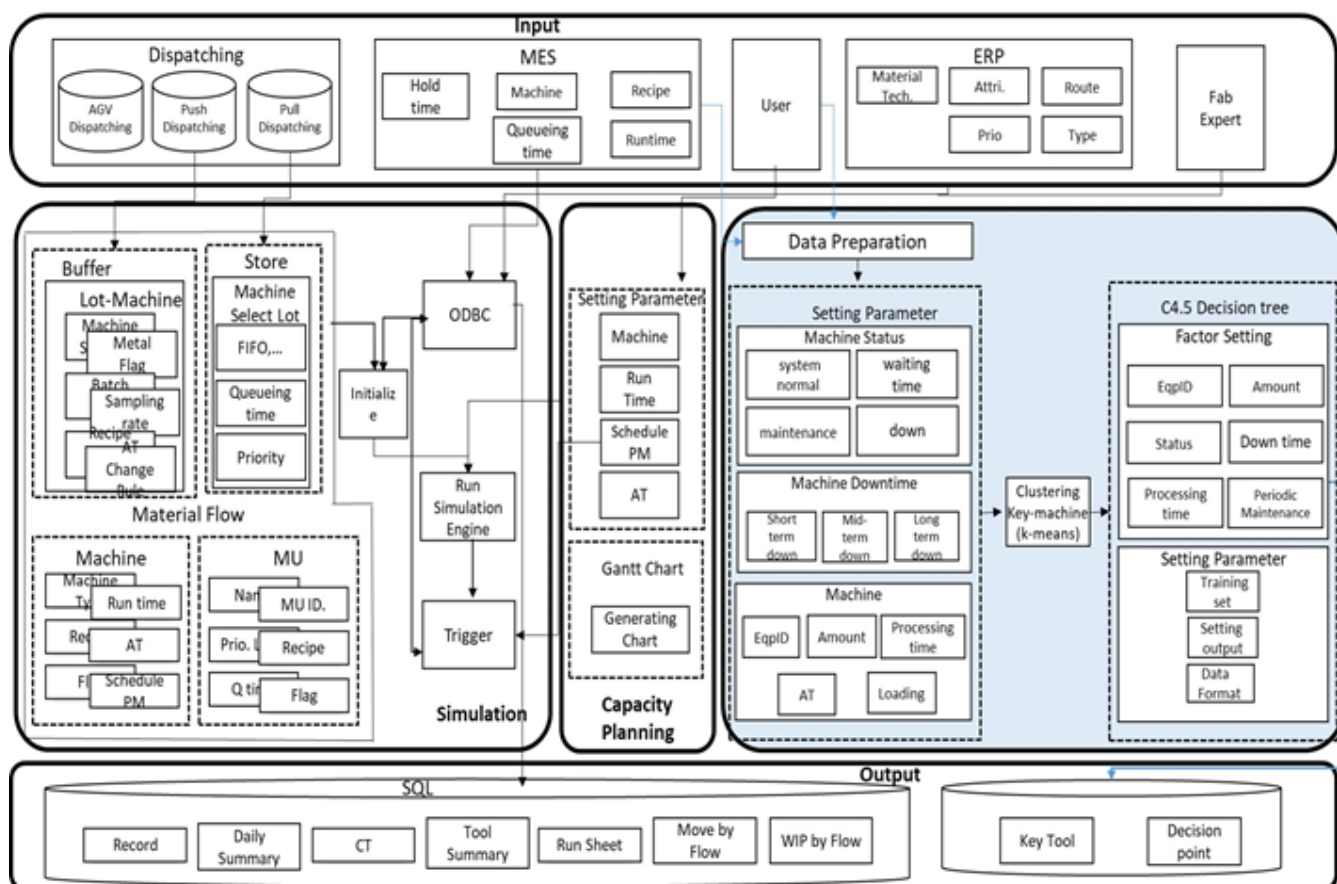 Input
Dispatching
AGV
Dispatching
Push
Dispatching
Pull
Dispatching
MES
Hold
time
Machine
Recipe
Queueing
time
Runtime
User
ERP
Material
Tech.
Attri.
Route
Prio
Type
Fab
Expert
Buffer
Lot-Machine
Machine
Metal
Flag
Batch
Sampling
rate
Recipe
AT
Change
Rule
Store
Machine
Select Lot
FIFO,...
Queueing
time
Priority
Material Flow
Machine
Machine
Run time
AT
Schedule
PM
MU
MU ID.
Prio.
Recipe
Flag
Initializ
e
ODBC
Run
Simulation
Engine
Trigger
Simulation
Setting Parameter
Machine
Run
Time
Schedule
PM
AT
Gantt Chart
Generating
Chart
Capacity
Planning
Data Preparation
Setting Parameter
Machine Status
system
normal
waiting
time
maintenance
down
Machine Downtime
Short
term
down
Mid-
term
down
Long
term
down
Machine
EqpID
Amount
Processing
time
AT
Loading
Clustering
Key-machine
(k-means)
C4.5 Decision tree
Factor Setting
EqpID
Amount
Status
Down time
Processing
time
Periodic
Maintenance
Setting Parameter
Training
set
Setting
output
Data
Format
Output
SQL
Record
Daily
Summary
CT
Tool
Summary
Run Sheet
Move by
Flow
WIP by Flow
Key Tool
Decision
point